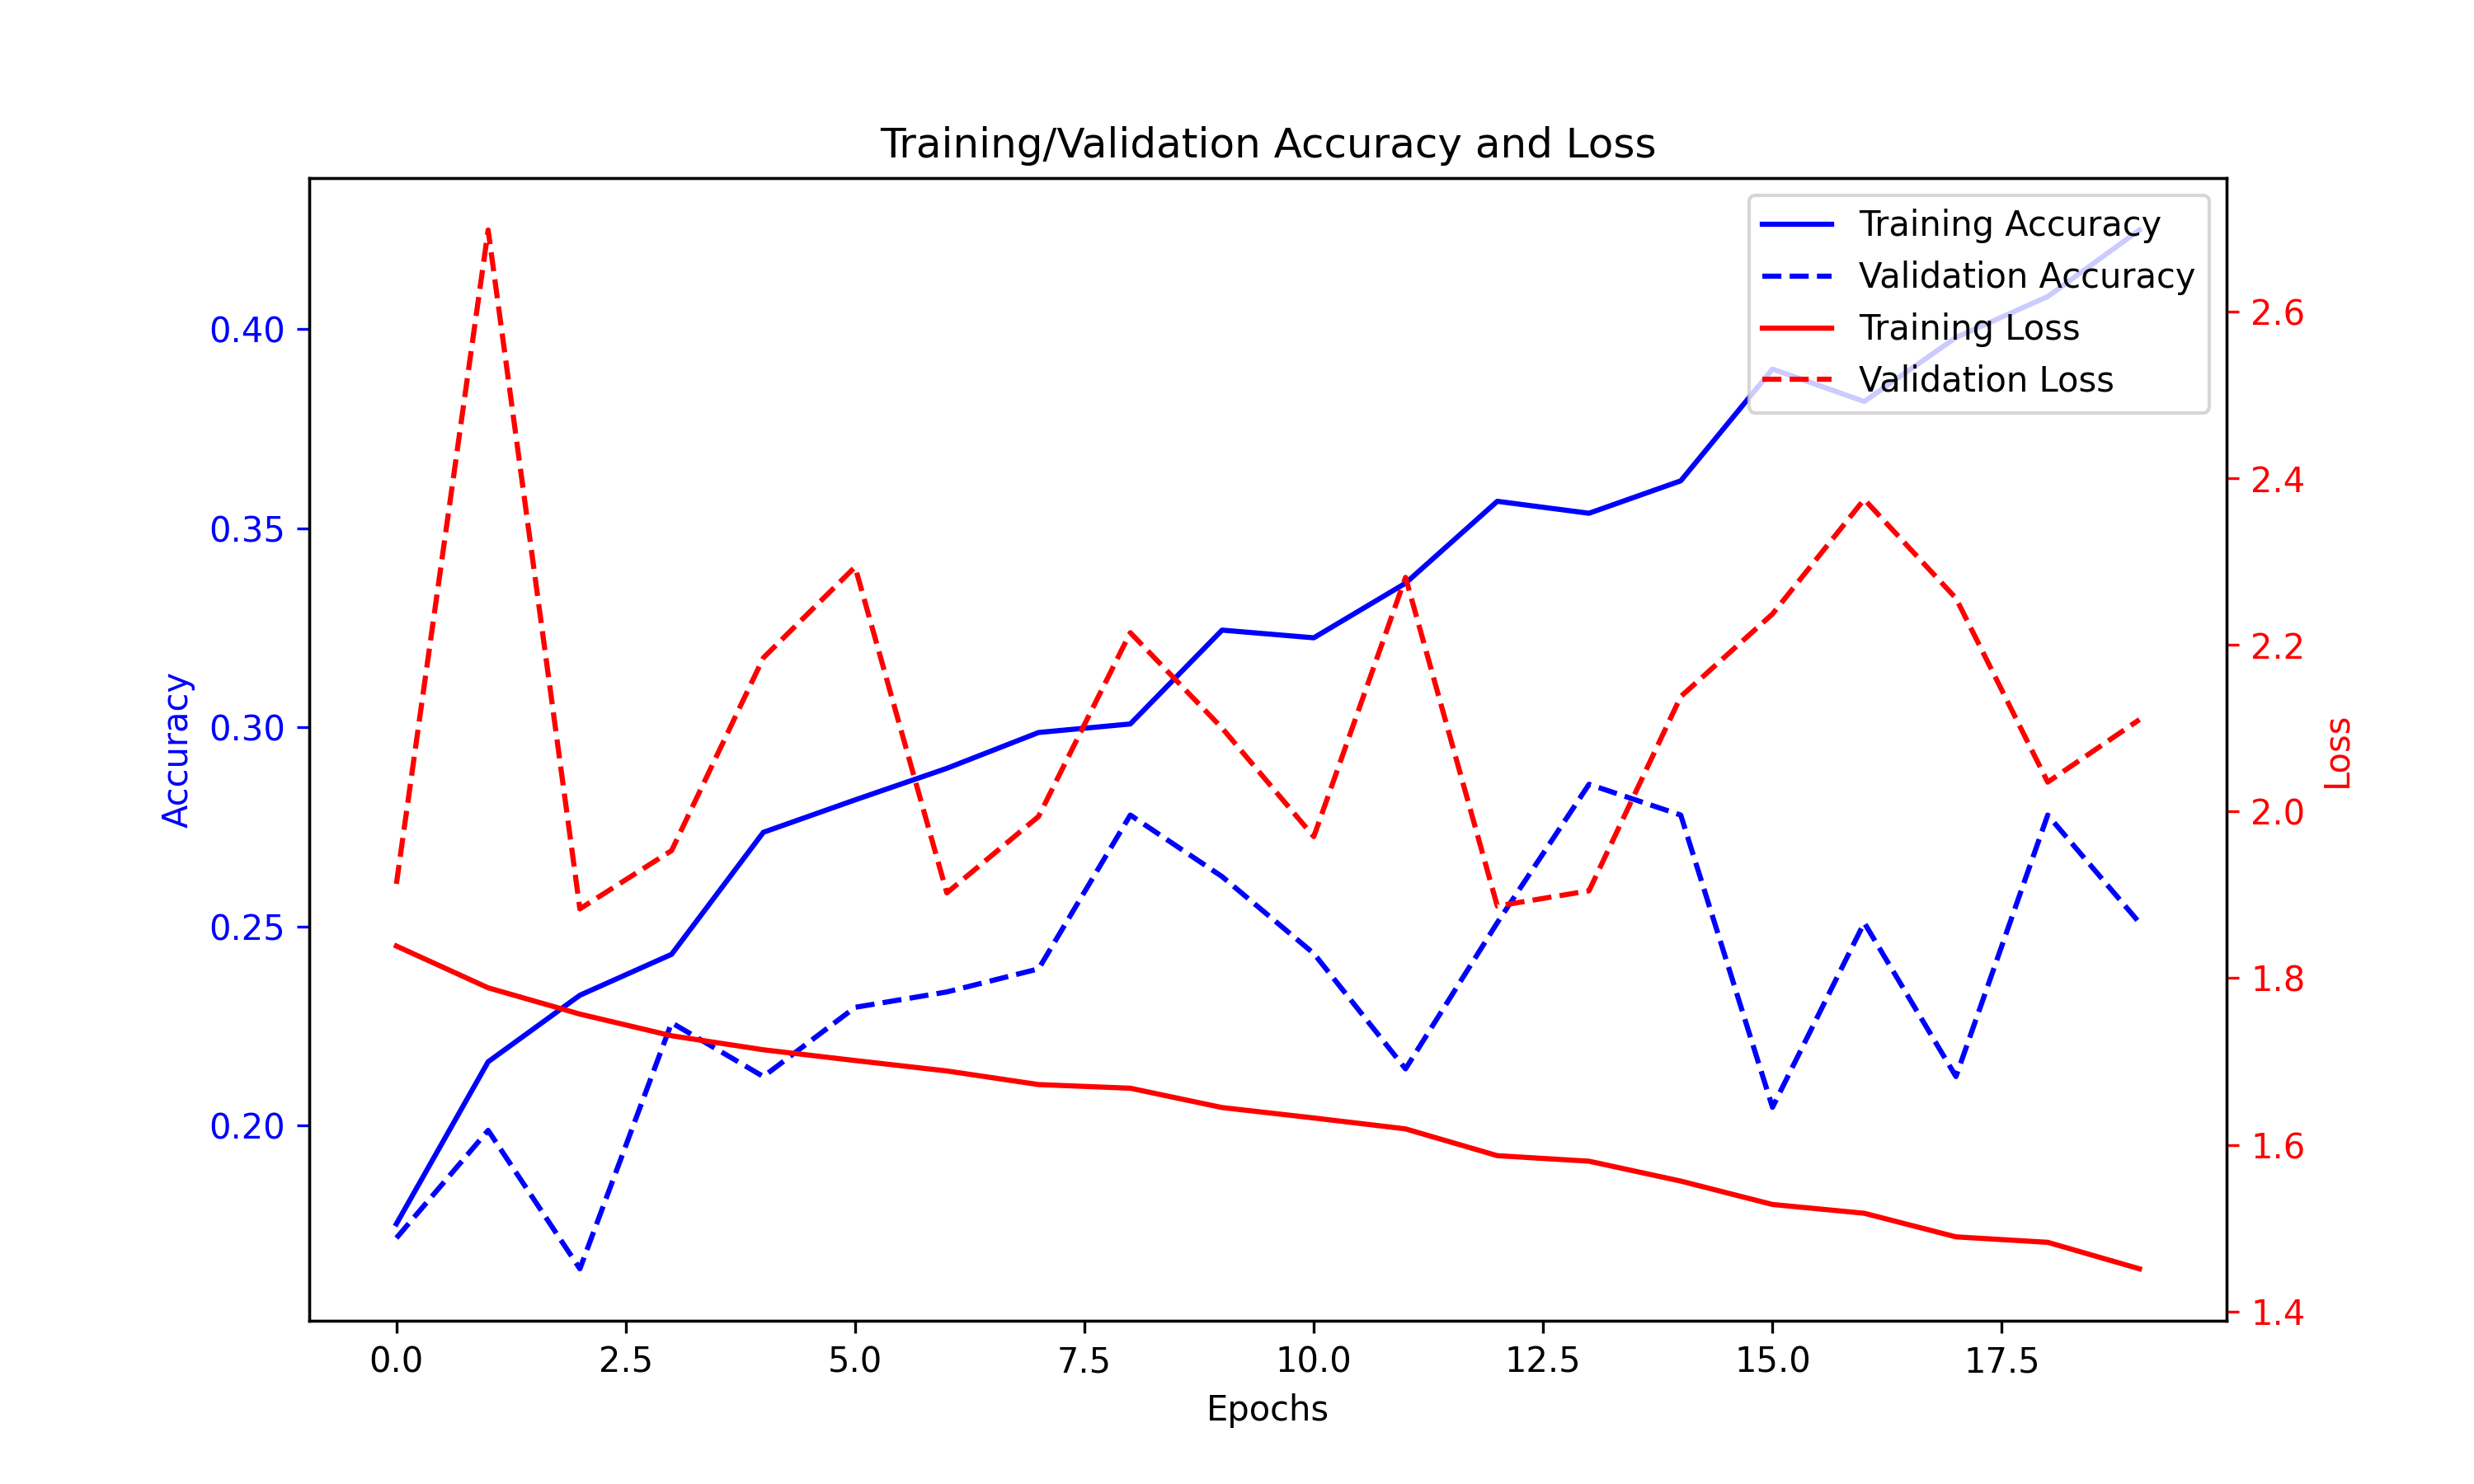 Training/Validation Accuracy and Loss
Training Accuracy
Validation Accuracy
Training Loss
Validation Loss
0.40
0.35
0.30
0.25
0.20
Accuracy
2.6
2.4
2.2
2.0
1.8
1.6
1.4
Loss
0.0 2.5 5.0 7.5 10.0 12.5 15.0 17.5
Epochs